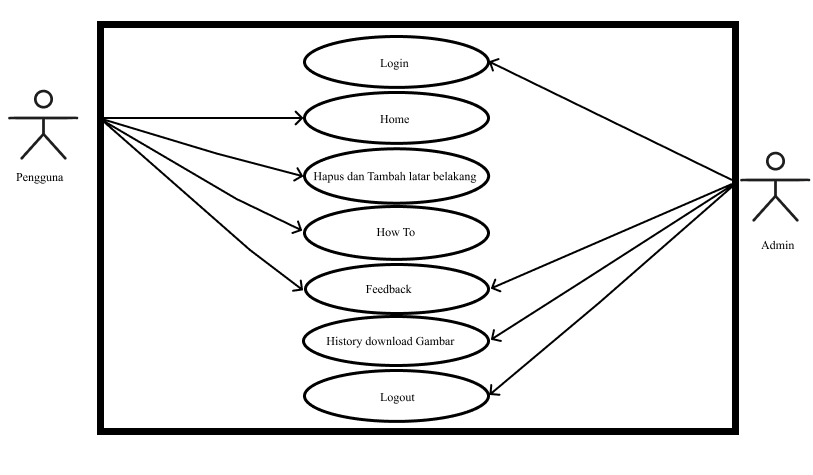 Login
Home
Pengguna
Hapus dan Tambah latar belakang
How To
Admin
Feedback
History download Gambar
Logout